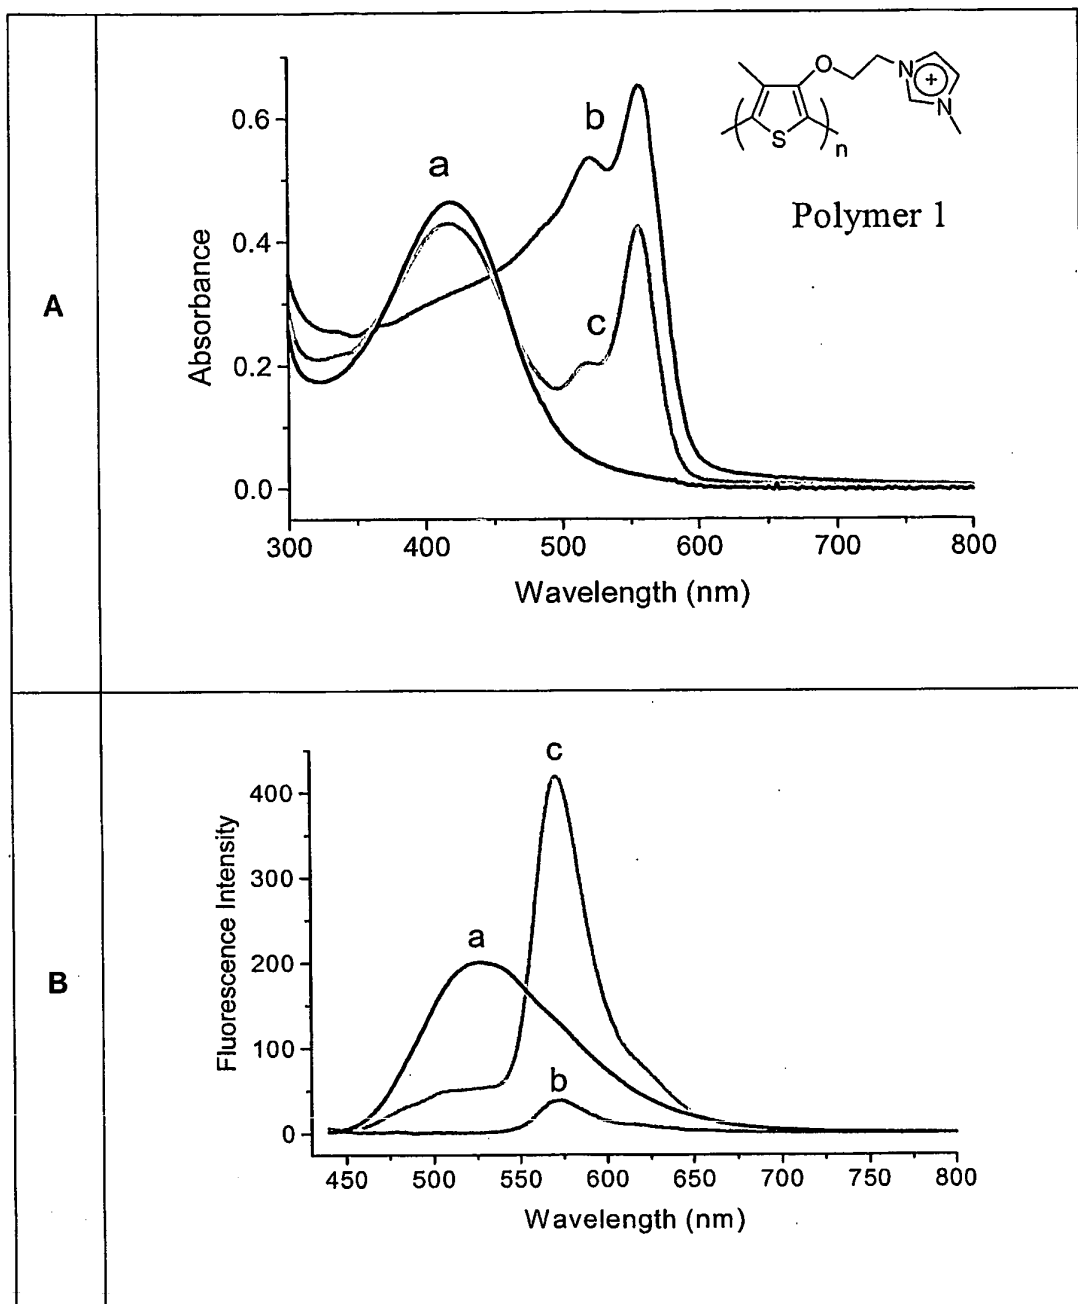 A
a
b
c
0.6
0.4
0.2
0.0
Absorbance
300 400 500 600 700 800
Wavelength (nm)
O
N
+
N
S
n
Polymer 1
B
a
b
c
400
300
200
100
0
Fluorescence Intensity
450 500 550 600 650 700 750 800
Wavelength (nm)